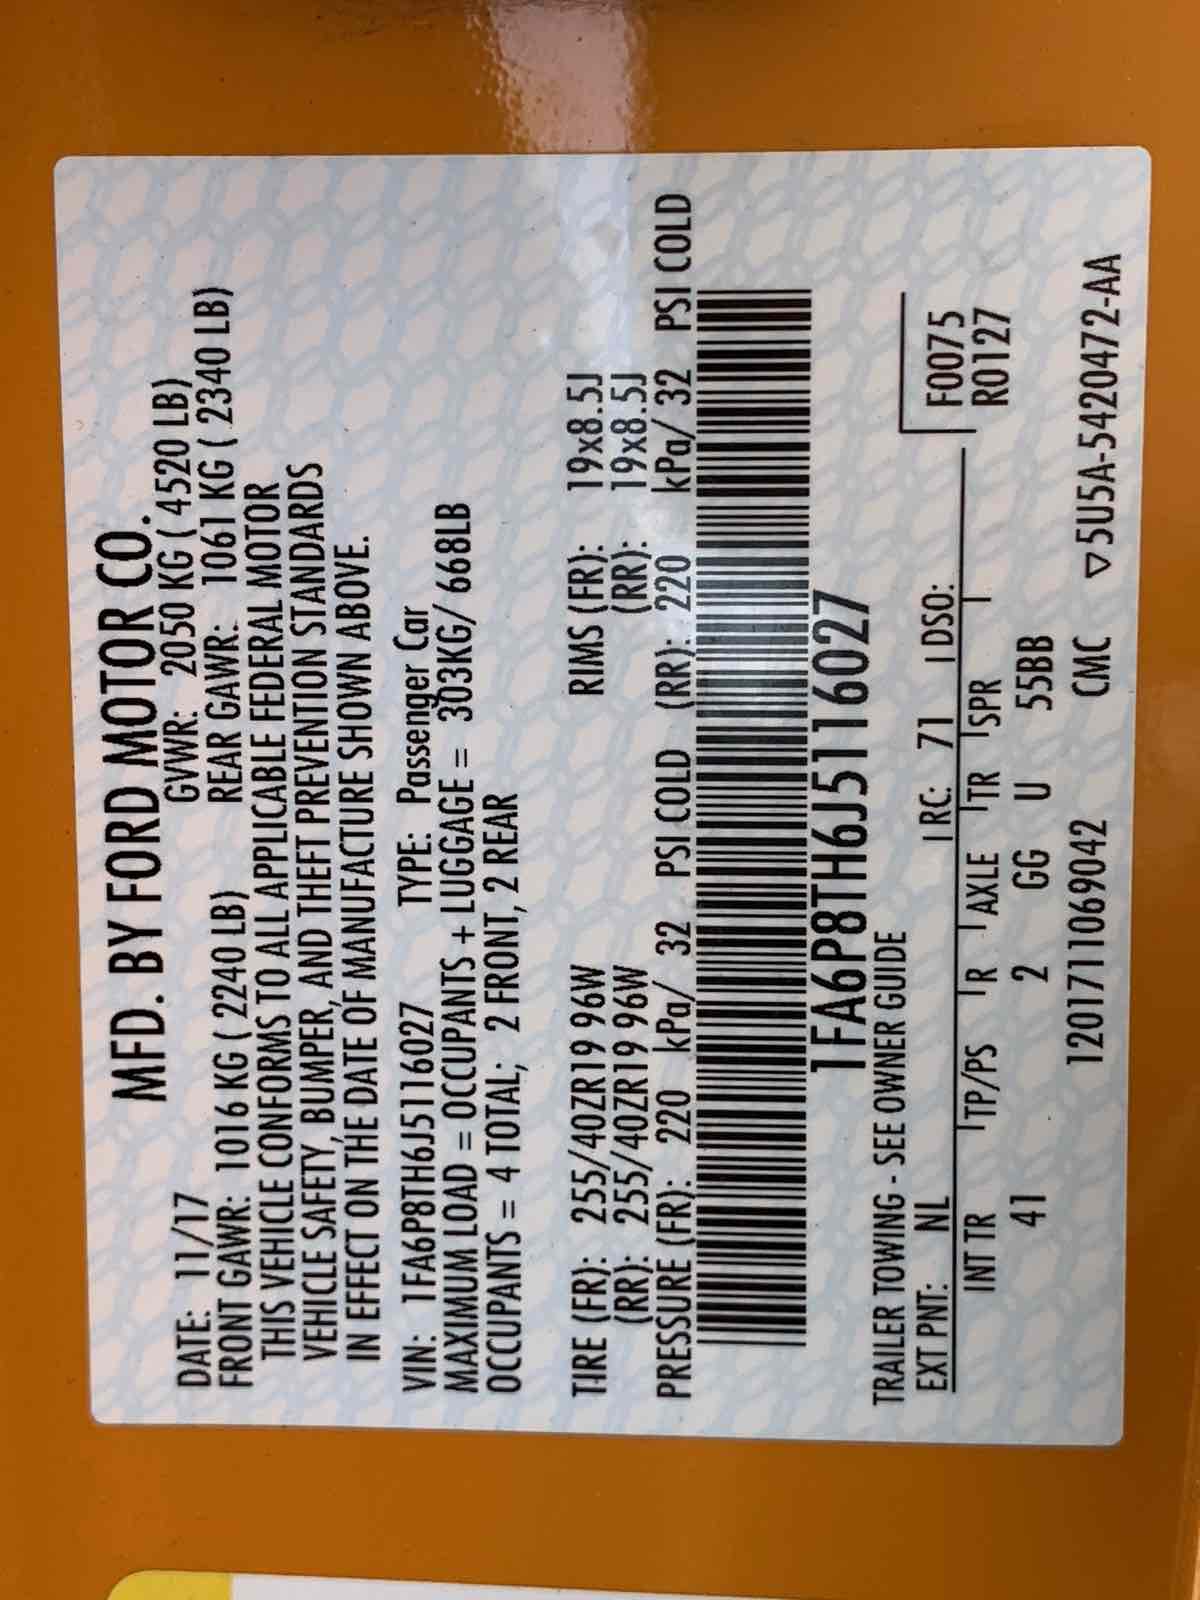 MFD. BY FORD MOTOR CO.
DATE: 11/17 GVWR: 2050 KG ( 4520 LB)
FRONT GAWR: 1016 KG ( 2240 LB) REAR GAWR: 1061 KG ( 2340 LB)
THIS VEHICLE CONFORMS TO ALL APPLICABLE FEDERAL MOTOR
VEHICLE SAFETY, BUMPER, AND THEFT PREVENTION STANDARDS
IN EFFECT ON THE DATE OF MANUFACTURE SHOWN ABOVE.
VIN: 1FA6P8TH6J5116027 TYPE: Passenger Car
MAXIMUM LOAD = OCCUPANTS + LUGGAGE = 303KG/ 668LB
OCCUPANTS = 4 TOTAL; 2 FRONT, 2 REAR
TIRE (FR): 255/40ZR19 96W RIMS (FR): 19x8.5J
(RR): 255/40ZR19 96W (RR): 19x8.5J
PRESSURE (FR): 220 kPa/ 32 PSI COLD (RR): 220 kPa/ 32 PSI COLD
1FA6P8TH6J5116027
TRAILER TOWING - SEE OWNER GUIDE
EXT PNT: NL RC: 71 DSO: F0075
INT TR TP/PS R AXLE TR SPR R0127
41 2 GG U 55BB
1201711069042 CMC ▽5U5A-5420472-AA